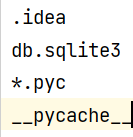 .idea
db.sqlite3
*.pyc
__pycache__